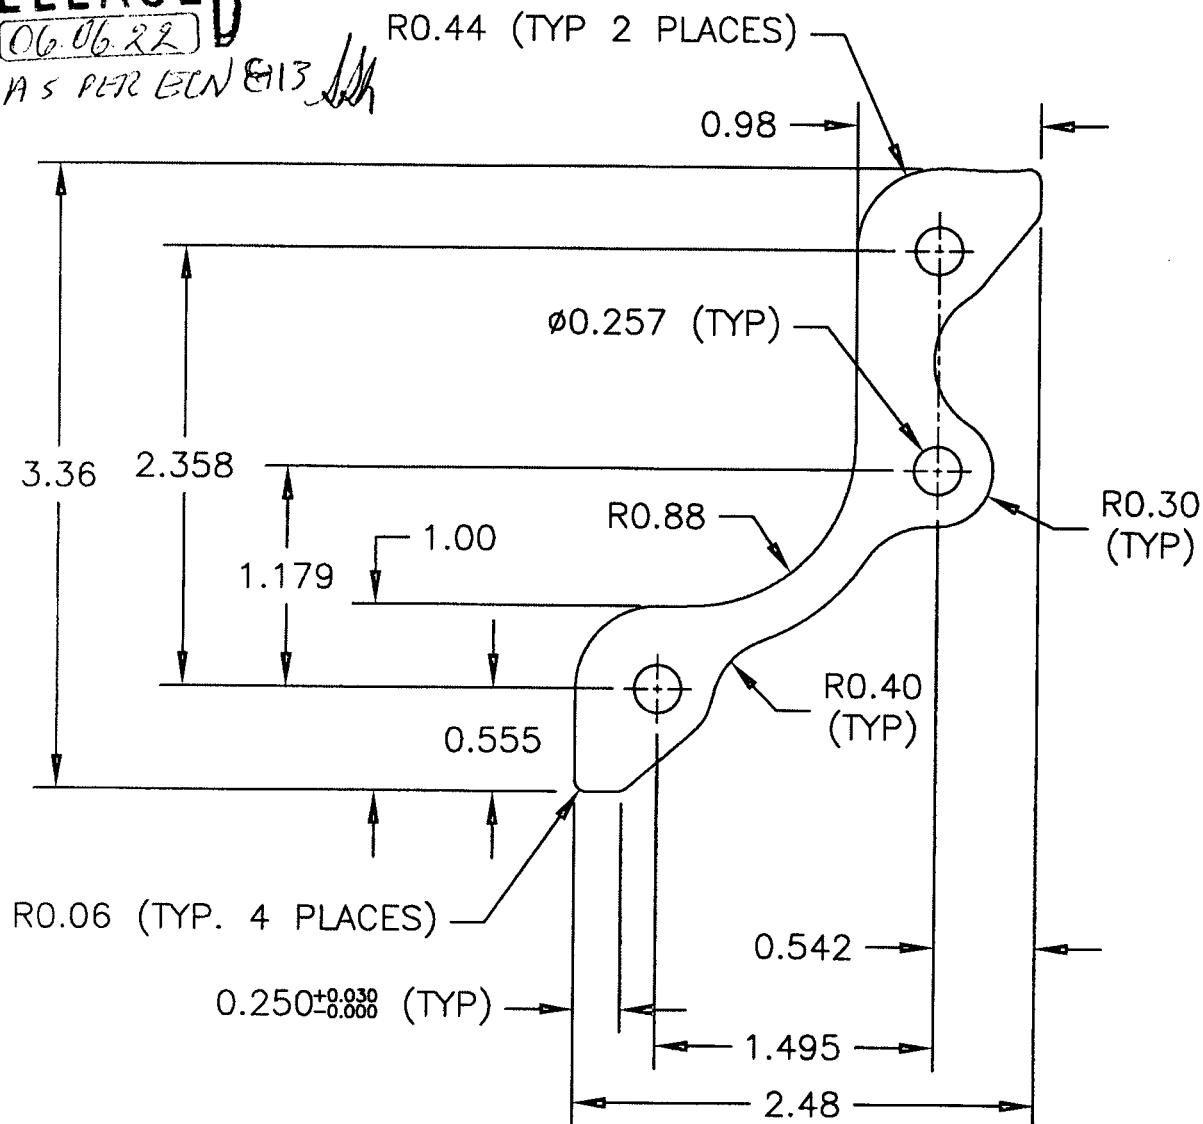 06.06.22
AS PER ECN
R0.44 (TYP 2 PLACES)
0.98
ø0.257 (TYP)
3.36
2.358
R0.88
R0.30
(TYP)
1.00
1.179
R0.40
(TYP)
0.555
R0.06 (TYP. 4 PLACES)
0.542
0.250+0.030-0.000 (TYP)
1.495
2.48